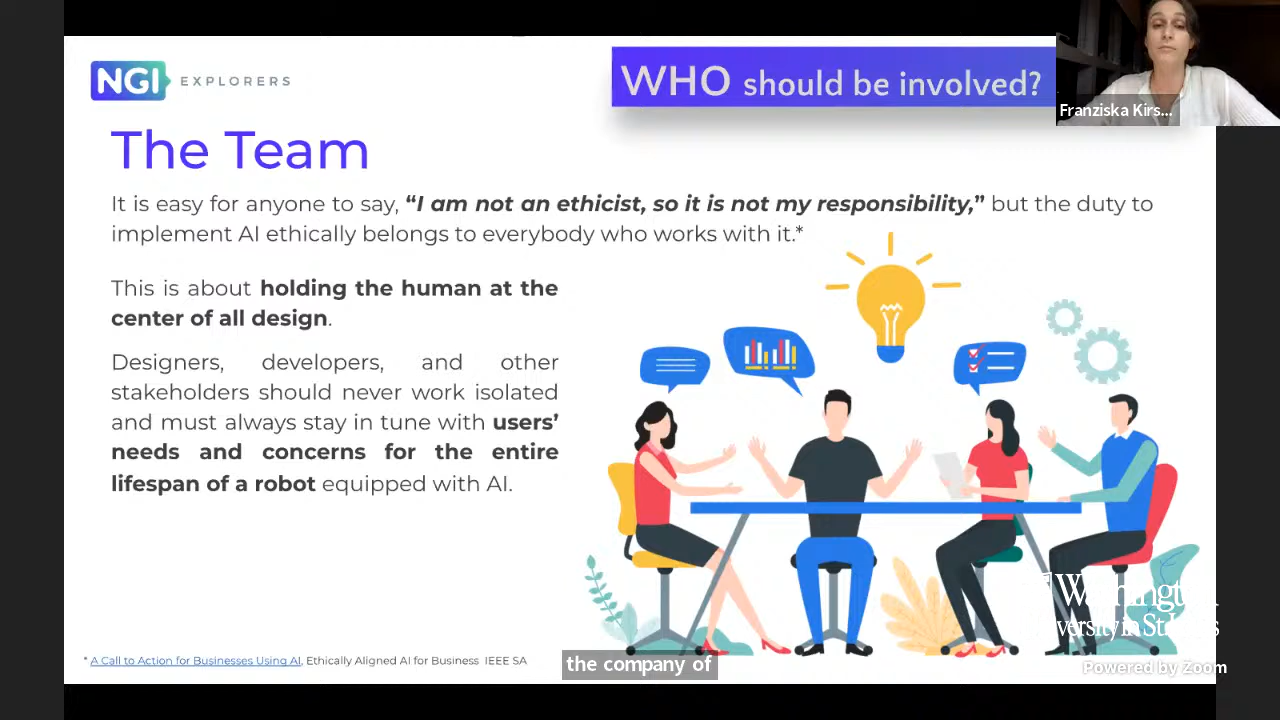 NGI EXPLORERS
WHO should be involved?
Franziska Kirs...
The Team
It is easy for anyone to say, “I am not an ethicist, so it is not my responsibility,” but the duty to
implement AI ethically belongs to everybody who works with it.*
This is about holding the human at the
center of all design.
Designers, developers, and other
stakeholders should never work isolated
and must always stay in tune with users’
needs and concerns for the entire
lifespan of a robot equipped with AI.
* A Call to Action for Businesses Using AI, Ethically Aligned AI for Business IEEE SA
the company of
Powered by Zoom